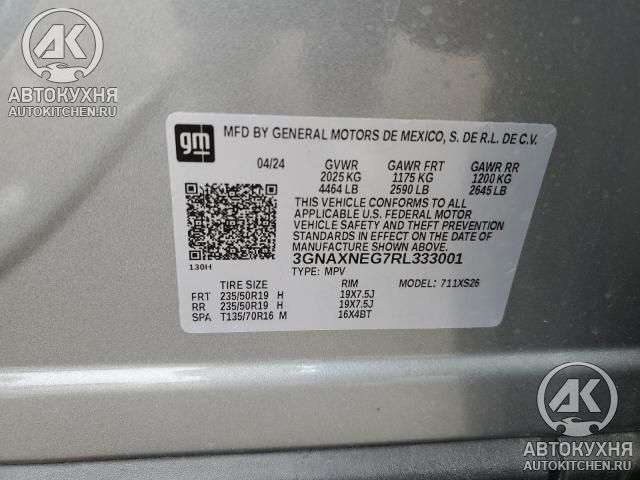 AK
АВТОКУХНЯ
AUTOKITCHEN.RU
gm
MFD BY GENERAL MOTORS DE MEXICO, S. DE R.L. DE C.V.
04/24 GVWR GAWR FRT GAWR RR
2025 KG 1175 KG 1200 KG
4464 LB 2590 LB 2645 LB
THIS VEHICLE CONFORMS TO ALL
APPLICABLE U.S. FEDERAL MOTOR
VEHICLE SAFETY AND THEFT PREVENTION
STANDARDS IN EFFECT ON THE DATE OF
MANUFACTURE SHOWN ABOVE.
130H
3GNAXNEG7RL333001
TYPE: MPV MODEL: 711XS26
TIRE SIZE RIM
FRT 235/50R19 H 19X7.5J
RR 235/50R19 H 19X7.5J
SPA T135/70R16 M 16X4BT
AK
АВТОКУХНЯ
AUTOKITCHEN.RU